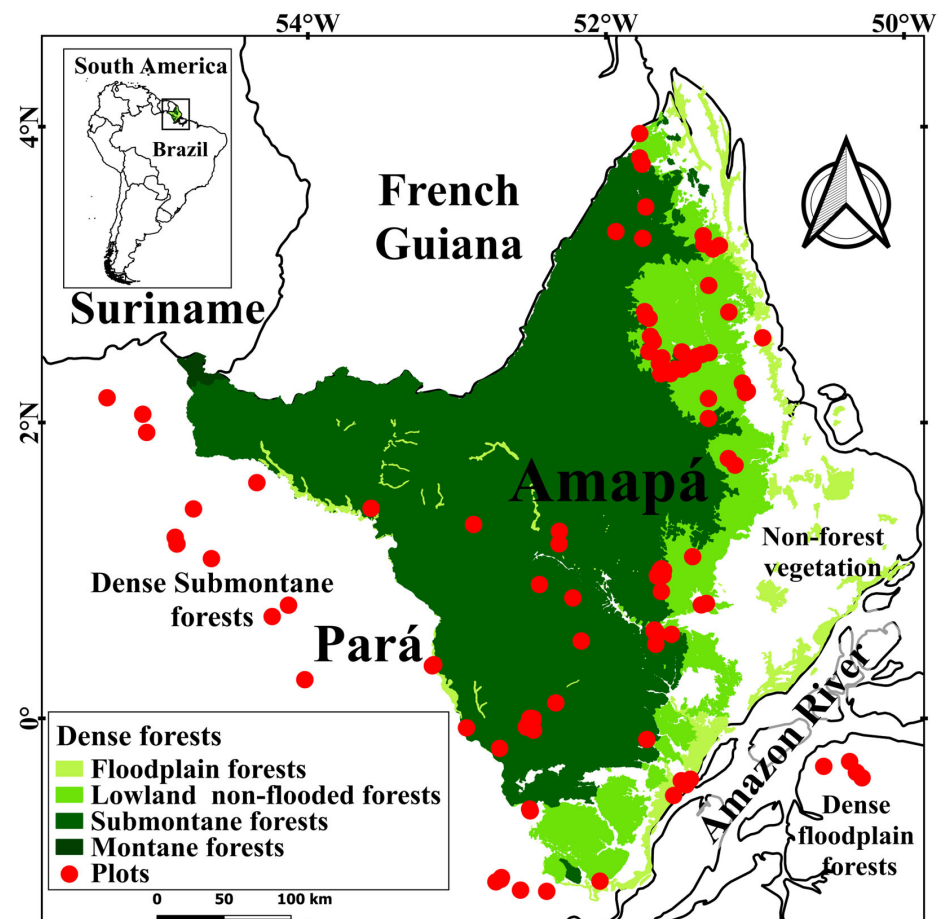 54°W
52°W
50°W
4°N
2°N
0°
South America
Brazil
French
Guiana
Suriname
Amapá
Non-forest
vegetation
Dense Submontane
forests
Pará
Amazon River
Dense
floodplain
forests
Dense forests
Floodplain forests
Lowland non-flooded forests
Submontane forests
Montane forests
Plots
0 50 100 km